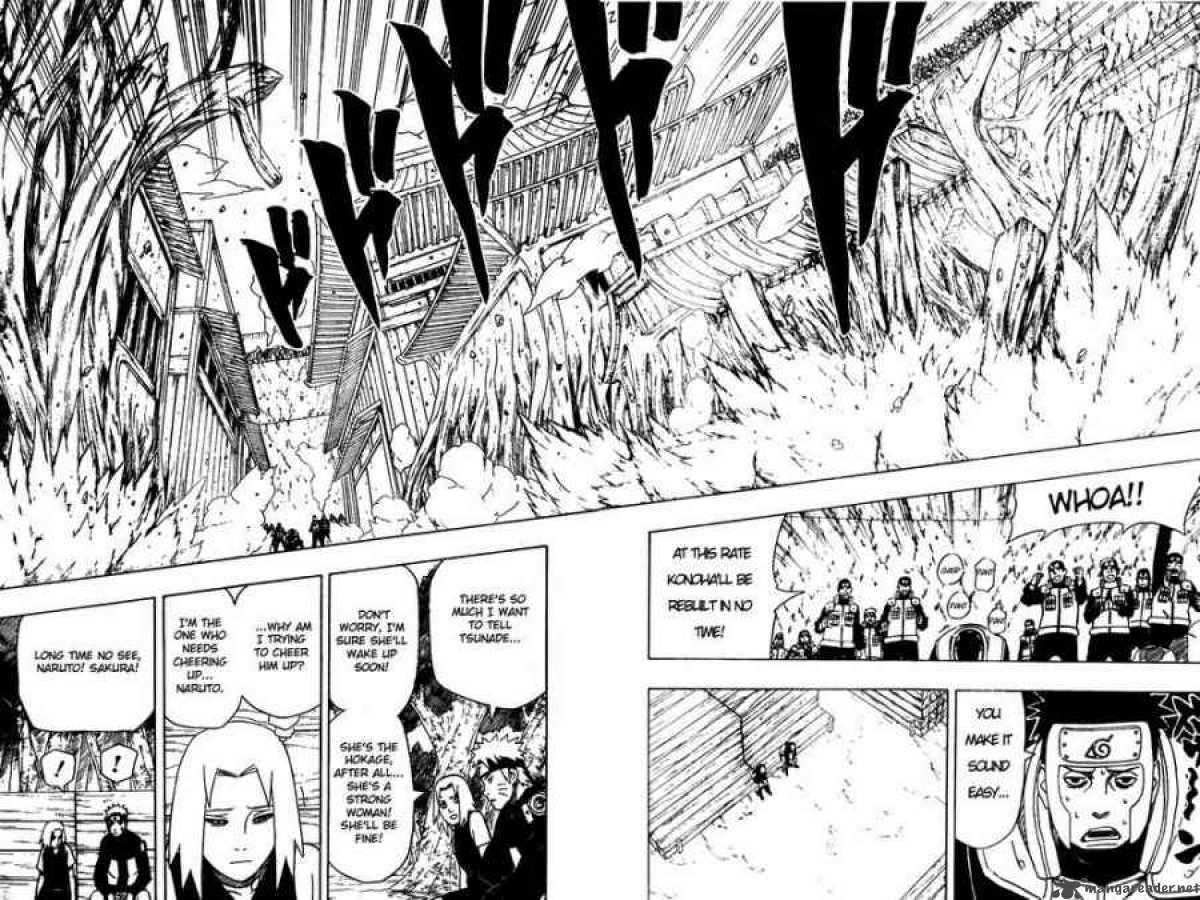 ドドドドド
WHOA!!
AT THIS RATE
KONOHA'LL BE
REBUILT IN NO
TIME!
YOU
MAKE IT
SOUND
EASY...
THERE'S SO
MUCH I WANT
TO TELL
TSUNADE...
DON'T
WORRY, I'M
SURE SHE'LL
WAKE UP
SOON!
SHE'S THE
HOKAGE,
AFTER ALL...
SHE'S A
STRONG
WOMAN!
SHE'LL BE
FINE!
...WHY AM
I TRYING
TO CHEER
HIM UP?
I'M THE
ONE WHO
NEEDS
CHEERING
UP...
NARUTO.
LONG TIME NO SEE,
NARUTO! SAKURA!
!
!
mangareader.net